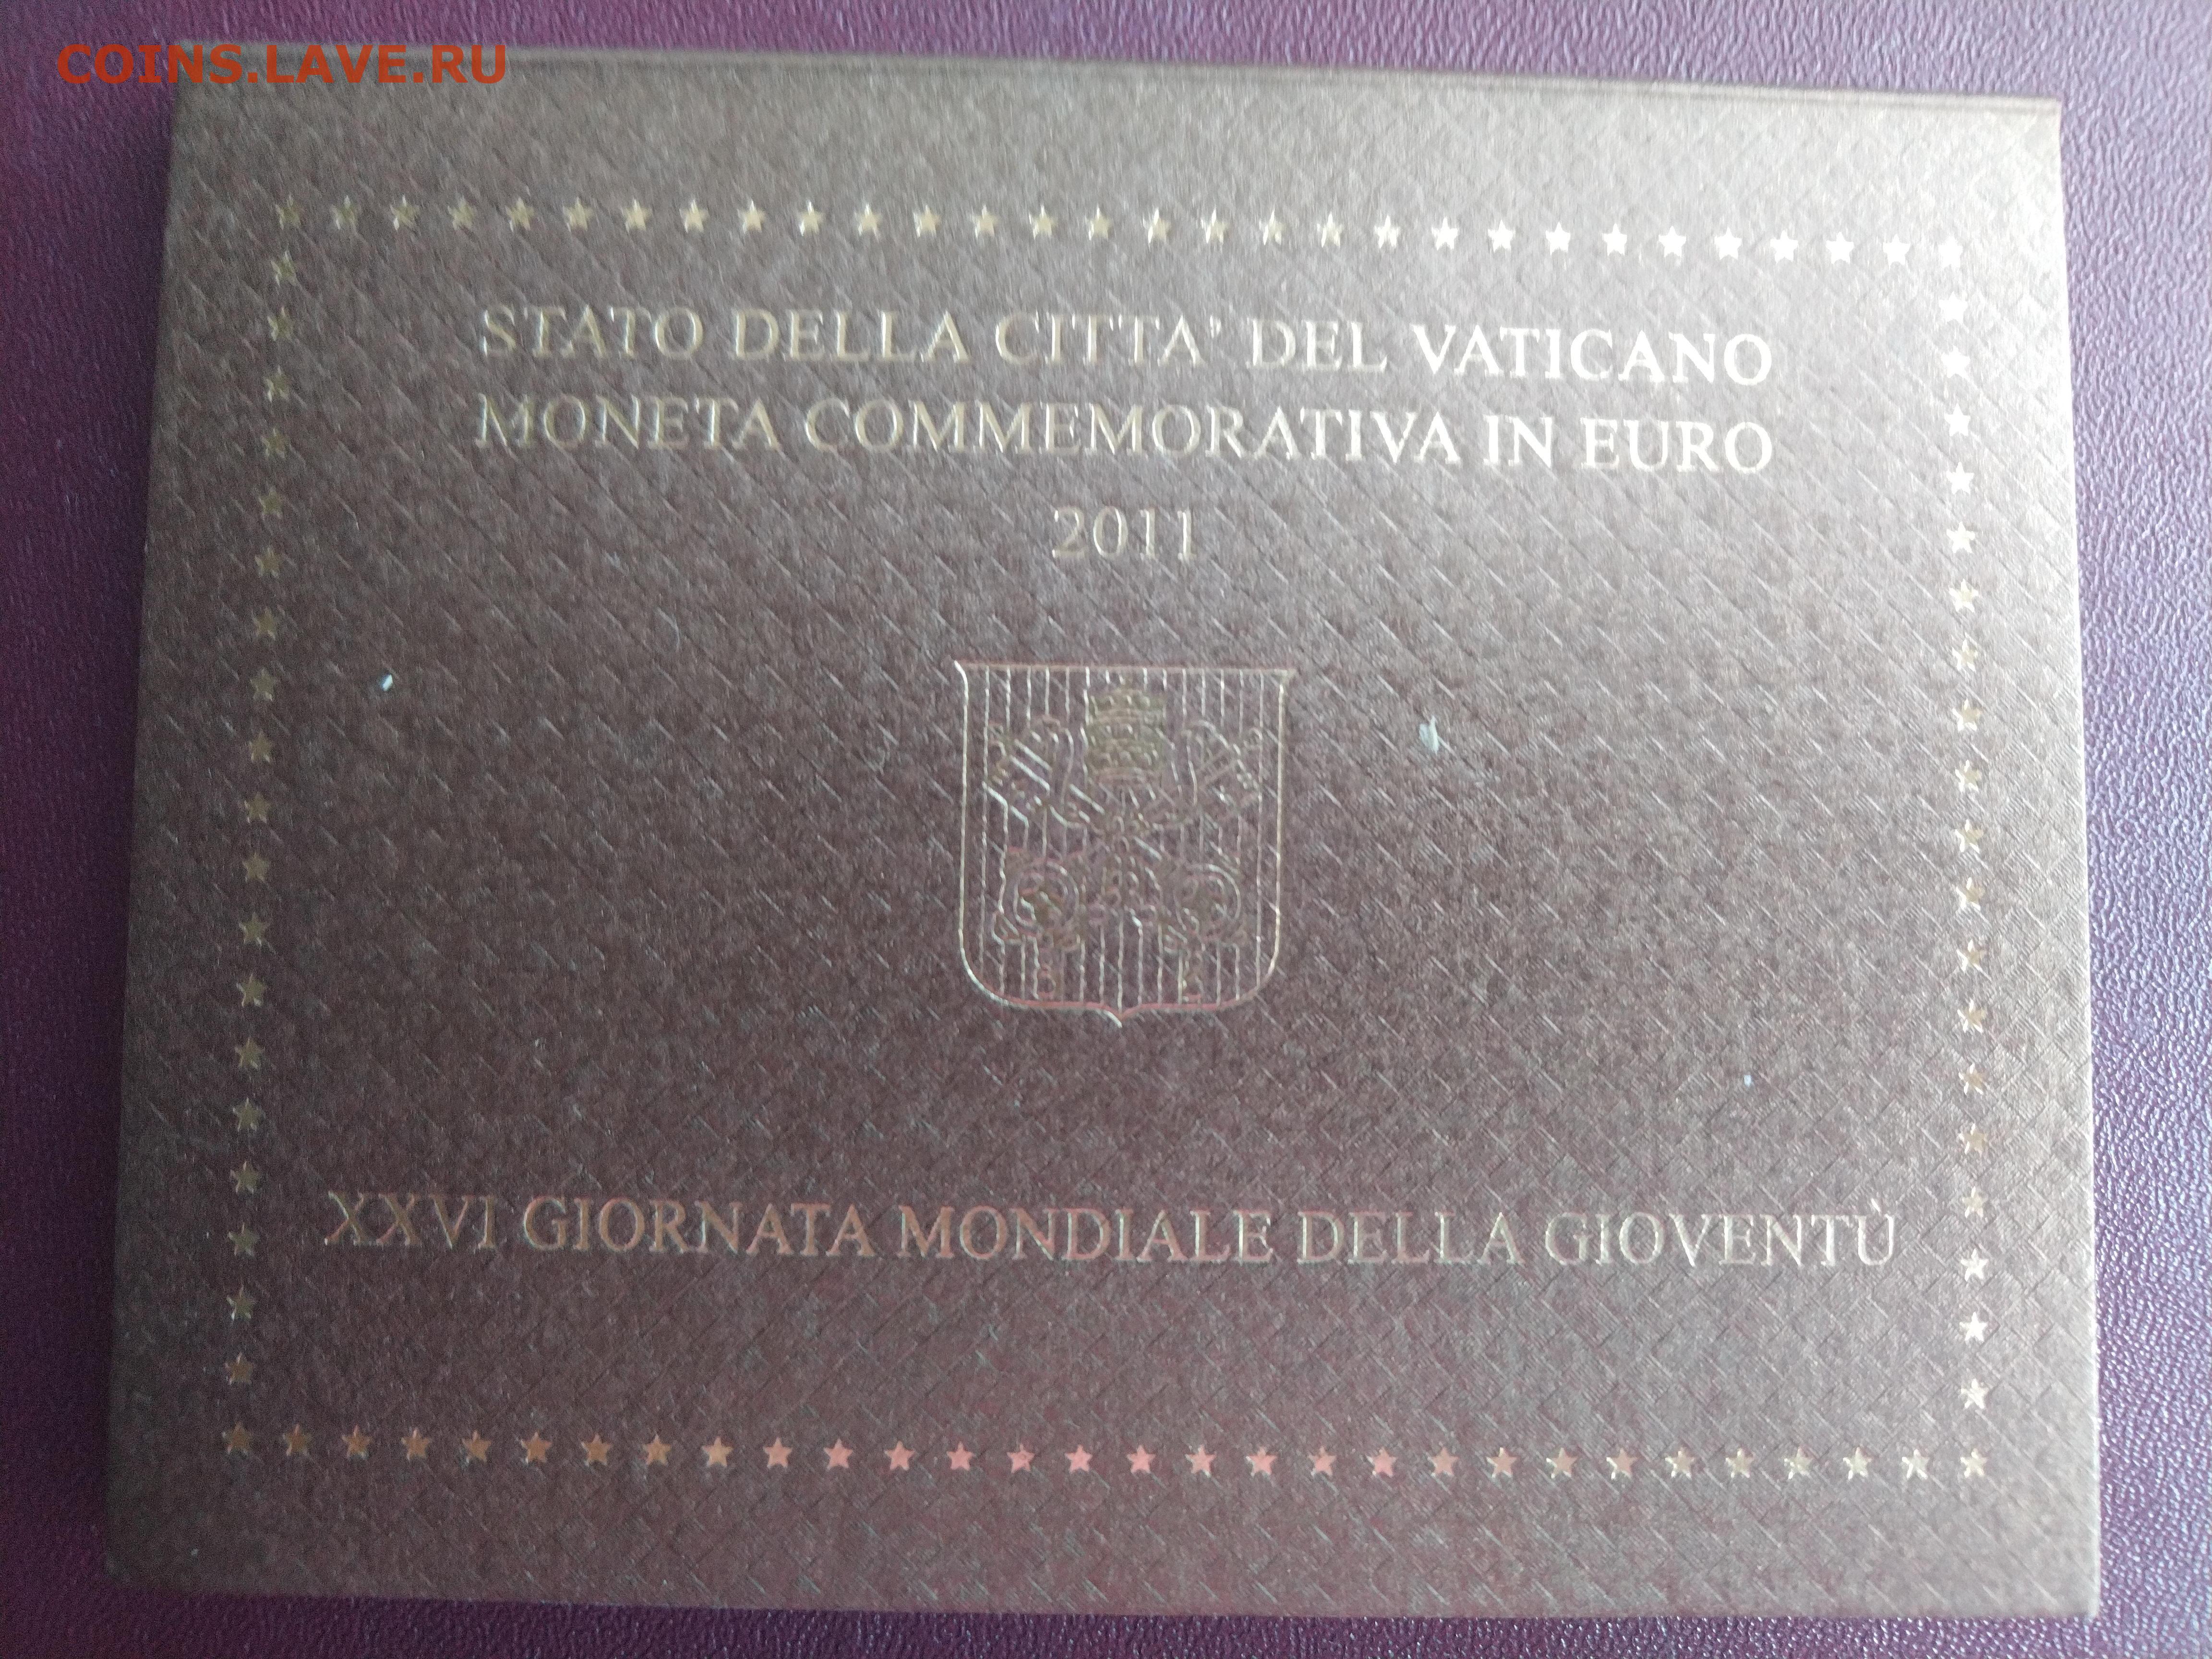 COINS.LAVE.RU
STATO DELLA CITTA' DEL VATICANO
MONETA COMMEMORATIVA IN EURO
2011
XXVI GIORNATA MONDIALE DELLA GIOVENTÙ